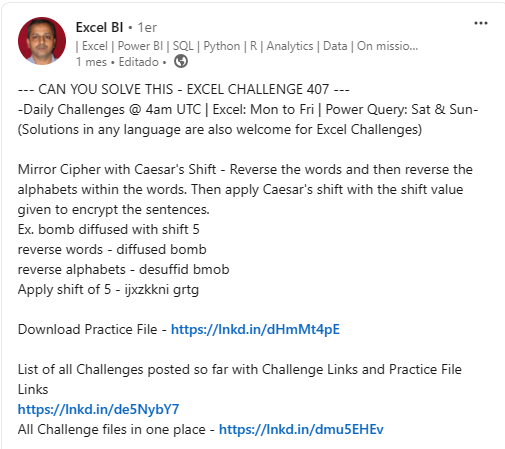 Excel BI • 1er
| Excel | Power BI | SQL | Python | R | Analytics | Data | On missio...
1 mes • Editado •
--- CAN YOU SOLVE THIS - EXCEL CHALLENGE 407 ---
-Daily Challenges @ 4am UTC | Excel: Mon to Fri | Power Query: Sat & Sun-
(Solutions in any language are also welcome for Excel Challenges)
Mirror Cipher with Caesar's Shift - Reverse the words and then reverse the
alphabets within the words. Then apply Caesar's shift with the shift value
given to encrypt the sentences.
Ex. bomb diffused with shift 5
reverse words - diffused bomb
reverse alphabets - desuffid bmob
Apply shift of 5 - ijxzkkni grtg
Download Practice File - https://lnkd.in/dHmMt4pE
List of all Challenges posted so far with Challenge Links and Practice File
Links
https://lnkd.in/de5NybY7
All Challenge files in one place - https://lnkd.in/dmu5EHEv